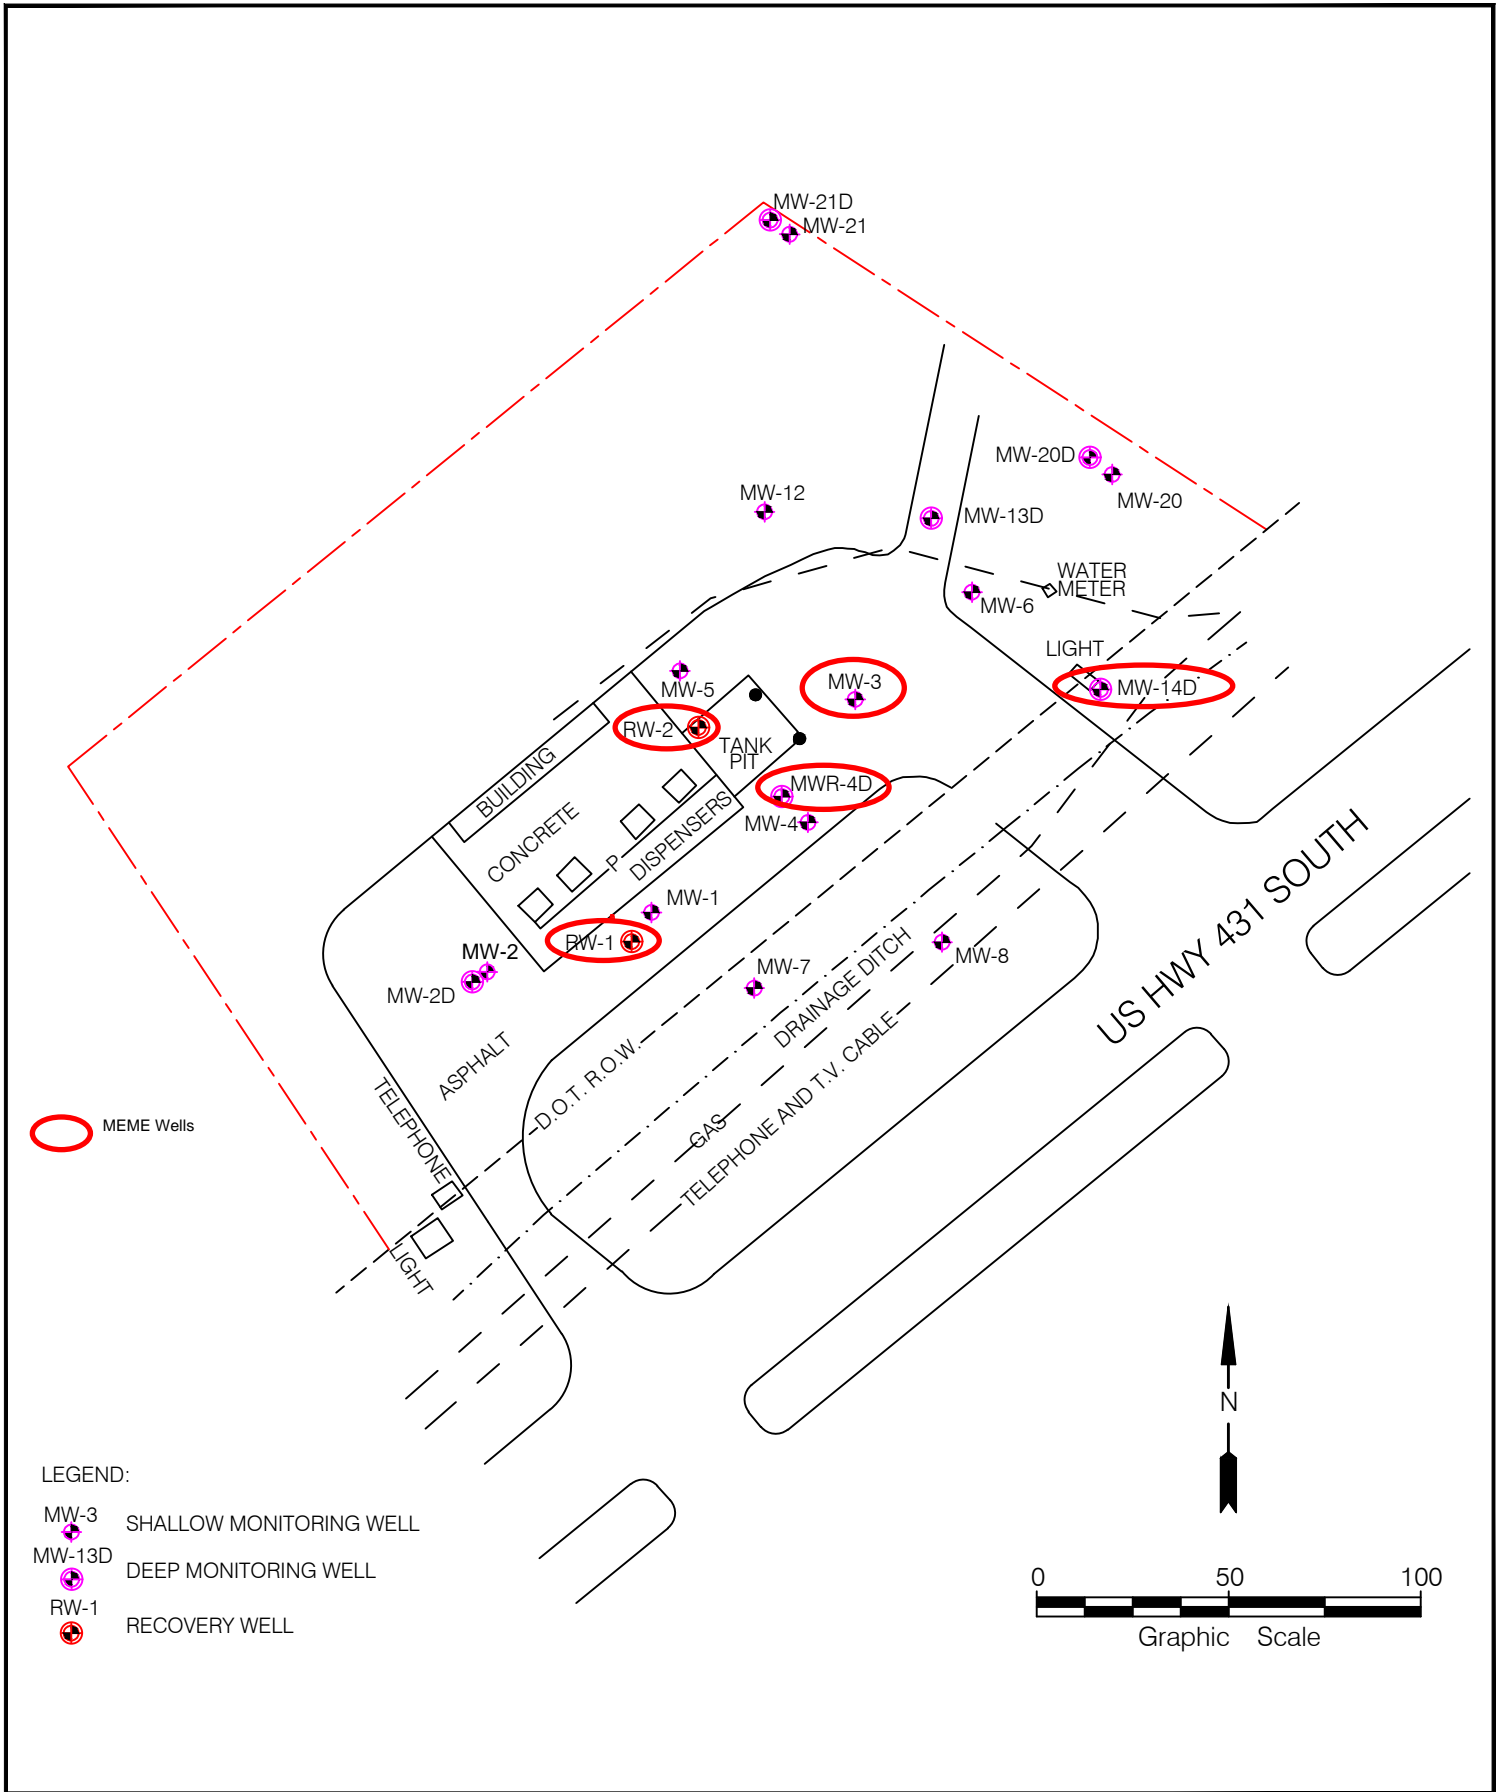 MW-21D
MW-21
MW-20D
MW-20
MW-12
MW-13D
WATER
METER
MW-6
LIGHT
MW-5
MW-3
MW-14D
RW-2
TANK
PIT
BUILDING
MWR-4D
MW-4
CONCRETE
P
DISPENSERS
MW-1
RW-1
MW-2
MW-2D
MW-7
MW-8
DRAINAGE DITCH
US HWY 431 SOUTH
ASPHALT
D.O.T. R.O.W.
TELEPHONE
GAS
TELEPHONE AND T.V. CABLE
MEME Wells
LIGHT
N
LEGEND:
MW-3
SHALLOW MONITORING WELL
MW-13D
DEEP MONITORING WELL
RW-1
RECOVERY WELL
0 50 100
Graphic Scale